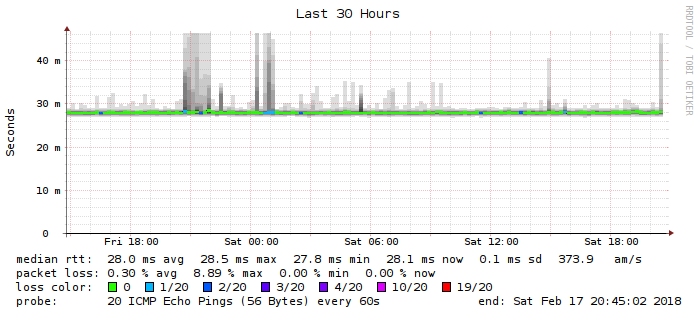 Last 30 Hours
RRDTOOL / TOBI OETIKER
Seconds
40 m
30 m
20 m
10 m
0
Fri 18:00 Sat 00:00 Sat 06:00 Sat 12:00 Sat 18:00
median rtt: 28.0 ms avg 28.5 ms max 27.8 ms min 28.1 ms now 0.1 ms sd 373.9 am/s
packet loss: 0.30 % avg 8.89 % max 0.00 % min 0.00 % now
loss color: 0 1/20 2/20 3/20 4/20 10/20 19/20
probe: 20 ICMP Echo Pings (56 Bytes) every 60s end: Sat Feb 17 20:45:02 2018